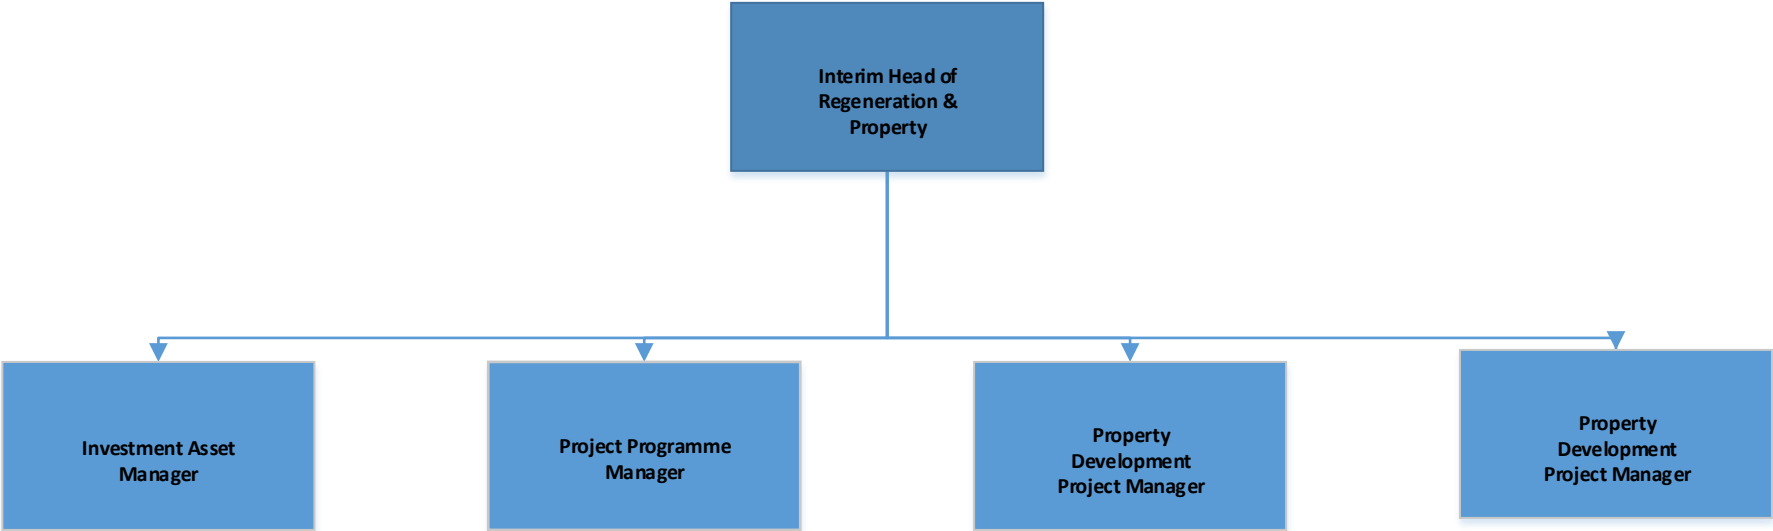 Interim Head of
Regeneration &
Property
Investment Asset
Manager
Project Programme
Manager
Property
Development
Project Manager
Property
Development
Project Manager